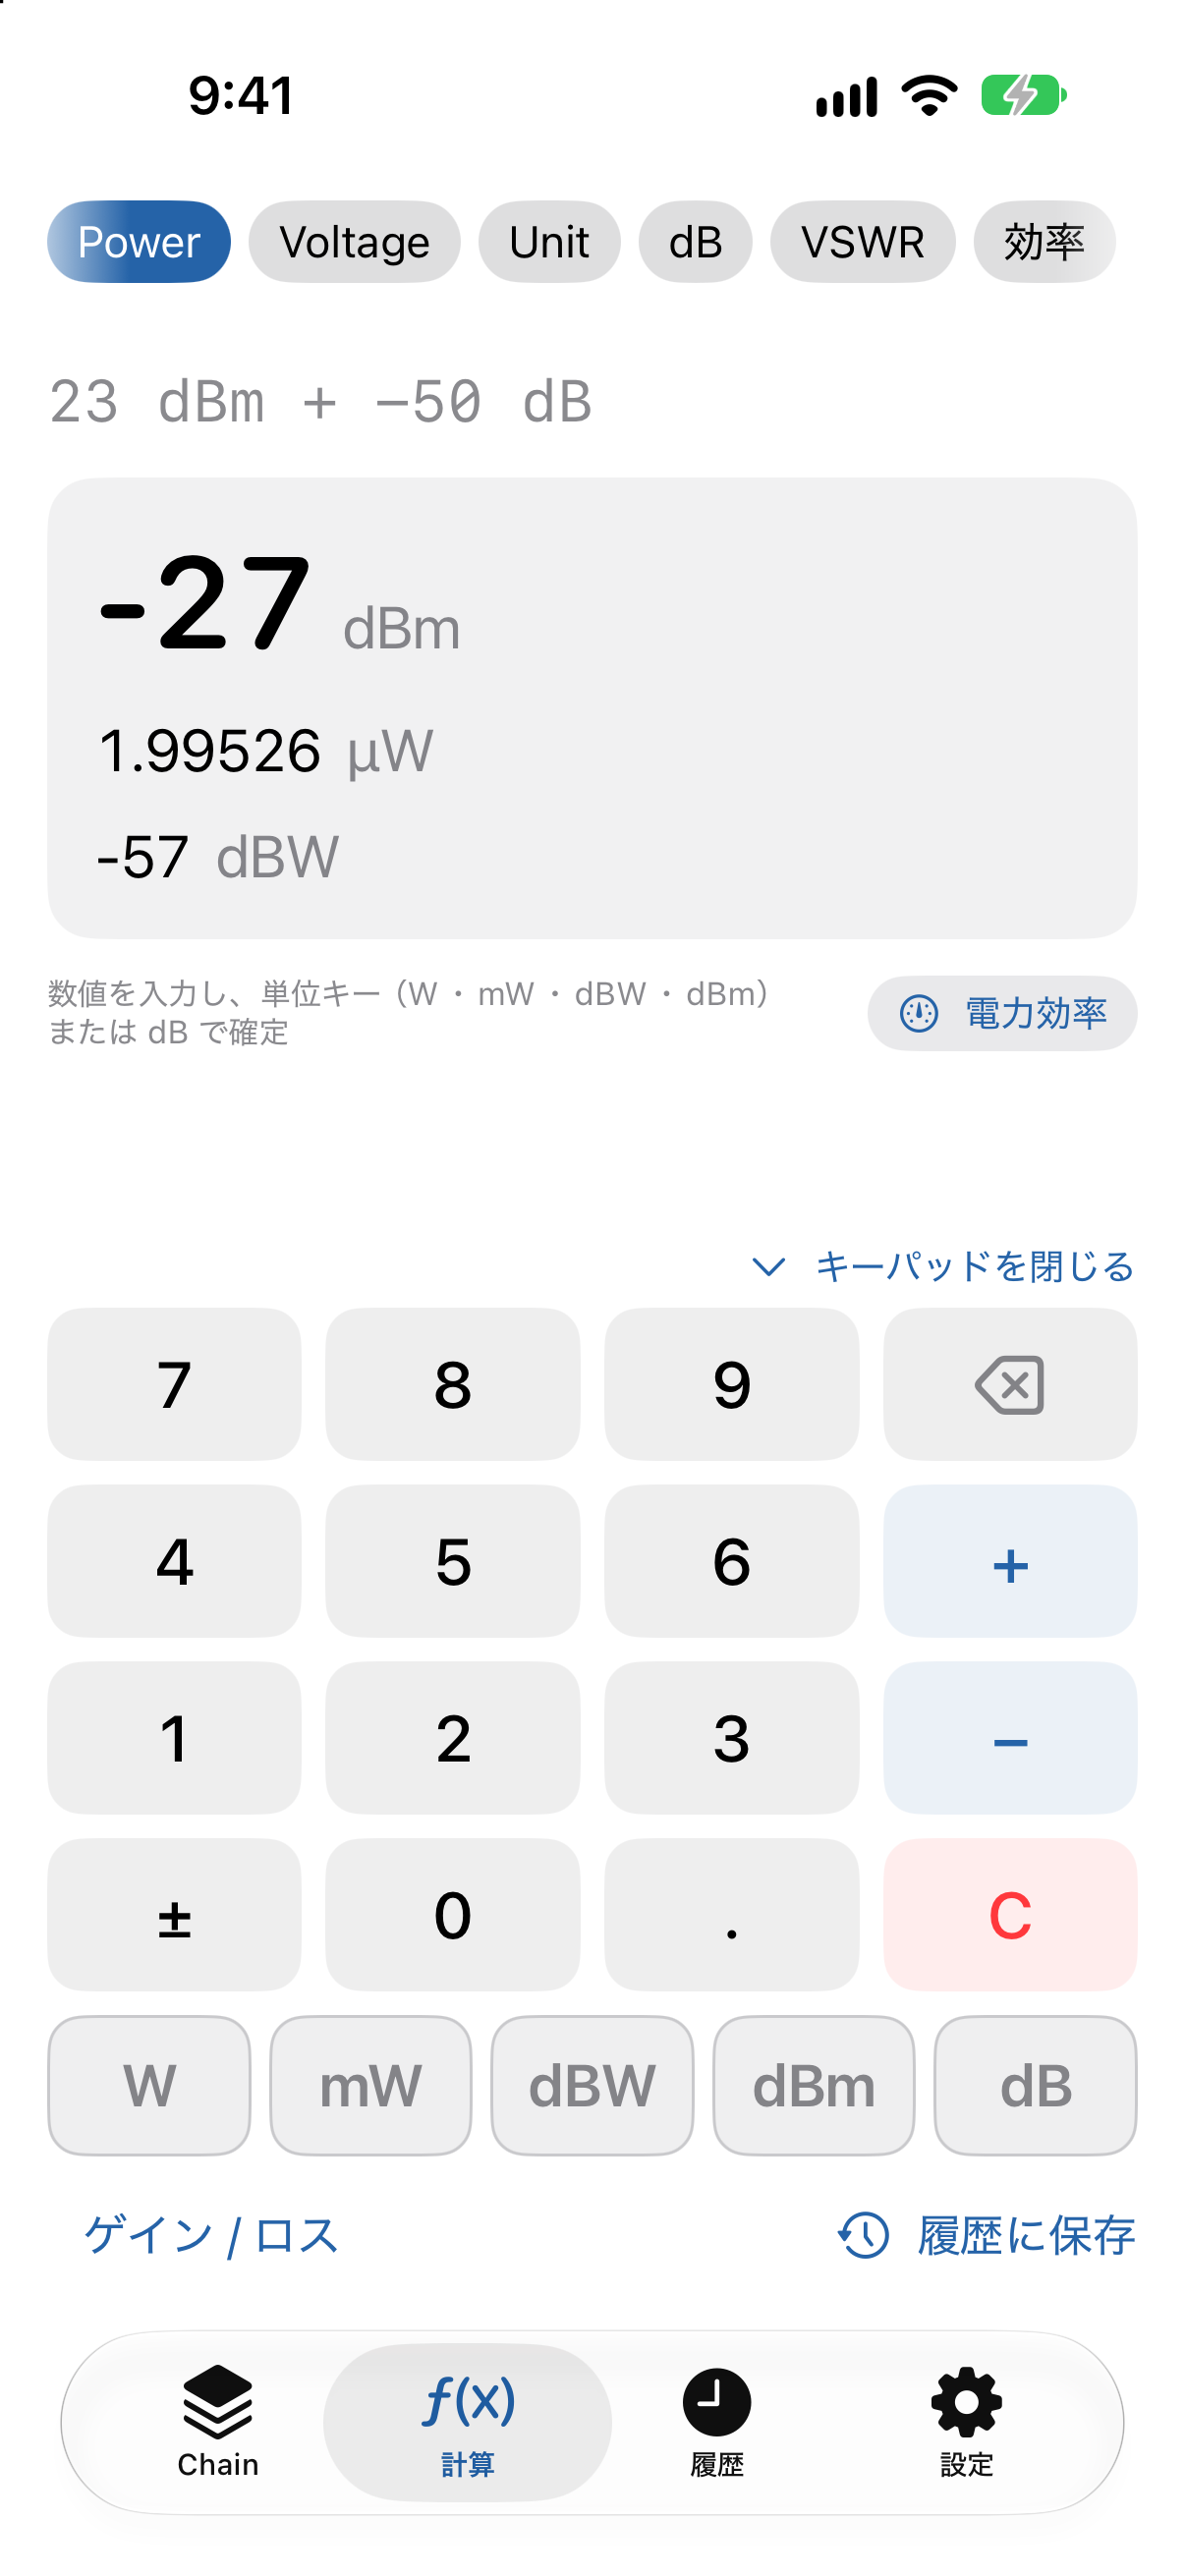 9:41
Power Voltage Unit dB VSWR 効率
23 dBm + −50 dB
-27 dBm
1.99526 µW
-57 dBW
数値を入力し、単位キー（W・mW・dBW・dBm）
または dB で確定
電力効率
キーパッドを閉じる
7 8 9
4 5 6 +
1 2 3 −
± 0 . C
W mW dBW dBm dB
ゲイン / ロス 履歴に保存
f(x)
Chain 計算 履歴 設定